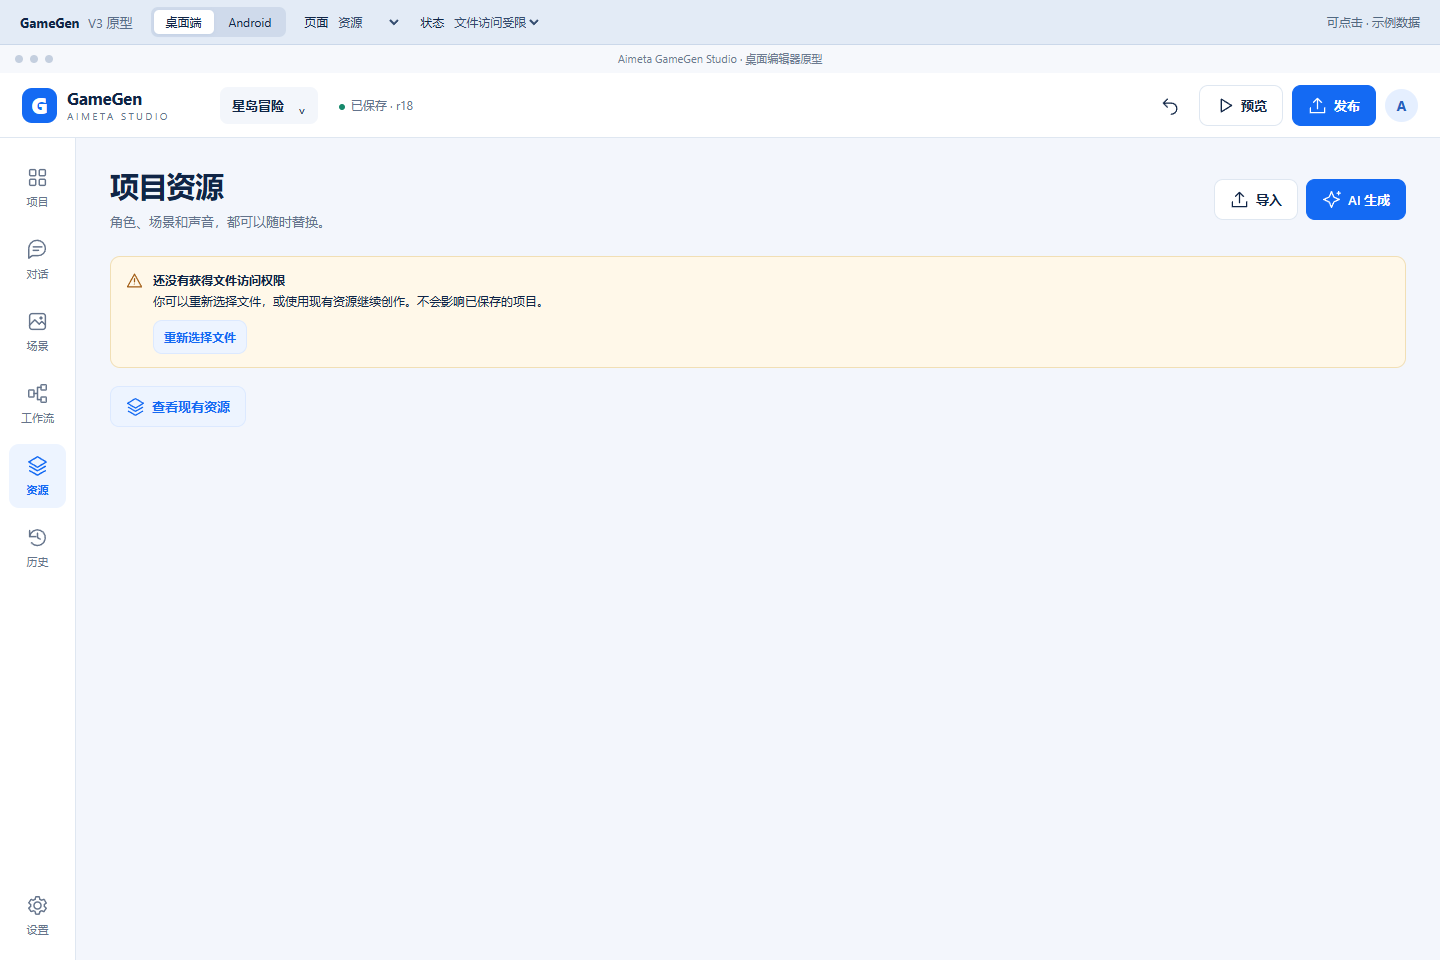 GameGen V3 原型 桌面端 Android 页面 资源 状态 文件访问受限 可点击 · 示例数据
Aimeta GameGen Studio · 桌面编辑器原型
G GameGen
AIMETA STUDIO
星岛冒险 已保存 · r18 预览 发布 A
项目
对话
场景
工作流
资源
历史
设置
项目资源
角色、场景和声音，都可以随时替换。
导入 AI 生成
还没有获得文件访问权限
你可以重新选择文件，或使用现有资源继续创作。不会影响已保存的项目。
重新选择文件
查看现有资源